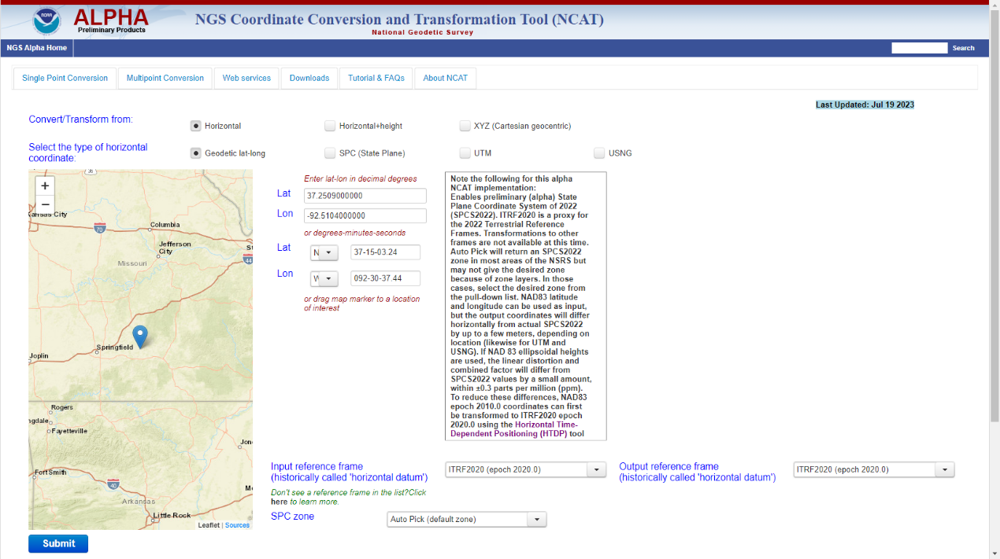 NOAA
ALPHA
Preliminary Products
NGS Coordinate Conversion and Transformation Tool (NCAT)
National Geodetic Survey
NGS Alpha Home
Search
Single Point Conversion
Multipoint Conversion
Web services
Downloads
Tutorial & FAQs
About NCAT
Last Updated: Jul 19 2023
Convert/Transform from:
Horizontal
Horizontal+height
XYZ (Cartesian geocentric)
Select the type of horizontal
coordinate:
Geodetic lat-long
SPC (State Plane)
UTM
USNG
36
+
−
Kansas City
70
Columbia
Jefferson
City
St
44
Missouri
Springfield
Joplin
Rogers
ngdale
Fayetteville
Jon
Fort Smith
40
Arkansas
M
Little Rock
Leaflet | Sources
Enter lat-lon in decimal degrees
Lat
37.2509000000
Lon
-92.5104000000
or degrees-minutes-seconds
Lat
N
37-15-03.24
Lon
W
092-30-37.44
or drag map marker to a location
of interest
Note the following for this alpha
NCAT implementation:
Enables preliminary (alpha) State
Plane Coordinate System of 2022
(SPCS2022). ITRF2020 is a proxy for
the 2022 Terrestrial Reference
Frames. Transformations to other
frames are not available at this time.
Auto Pick will return an SPCS2022
zone in most areas of the NSRS but
may not give the desired zone
because of zone layers. In those
cases, select the desired zone from
the pull-down list. NAD83 latitude
and longitude can be used as input,
but the output coordinates will differ
horizontally from actual SPCS2022
by up to a few meters, depending on
location (likewise for UTM and
USNG). If NAD 83 ellipsoidal heights
are used, the linear distortion and
combined factor will differ from
SPCS2022 values by a small amount,
within ±0.3 parts per million (ppm).
To reduce these differences, NAD83
epoch 2010.0 coordinates can first
be transformed to ITRF2020 epoch
2020.0 using the Horizontal Time-
Dependent Positioning (HTDP) tool
Input reference frame
(historically called 'horizontal datum')
ITRF2020 (epoch 2020.0)
Output reference frame
(historically called 'horizontal datum')
ITRF2020 (epoch 2020.0)
Don't see a reference frame in the list?Click
here to learn more.
SPC zone
Auto Pick (default zone)
Submit